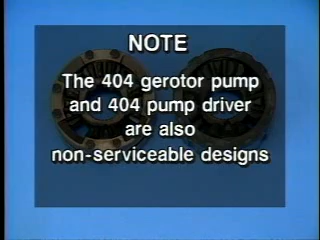 NOTE
The 404 gerotor pump
and 404 pump driver
are also
non-serviceable designs